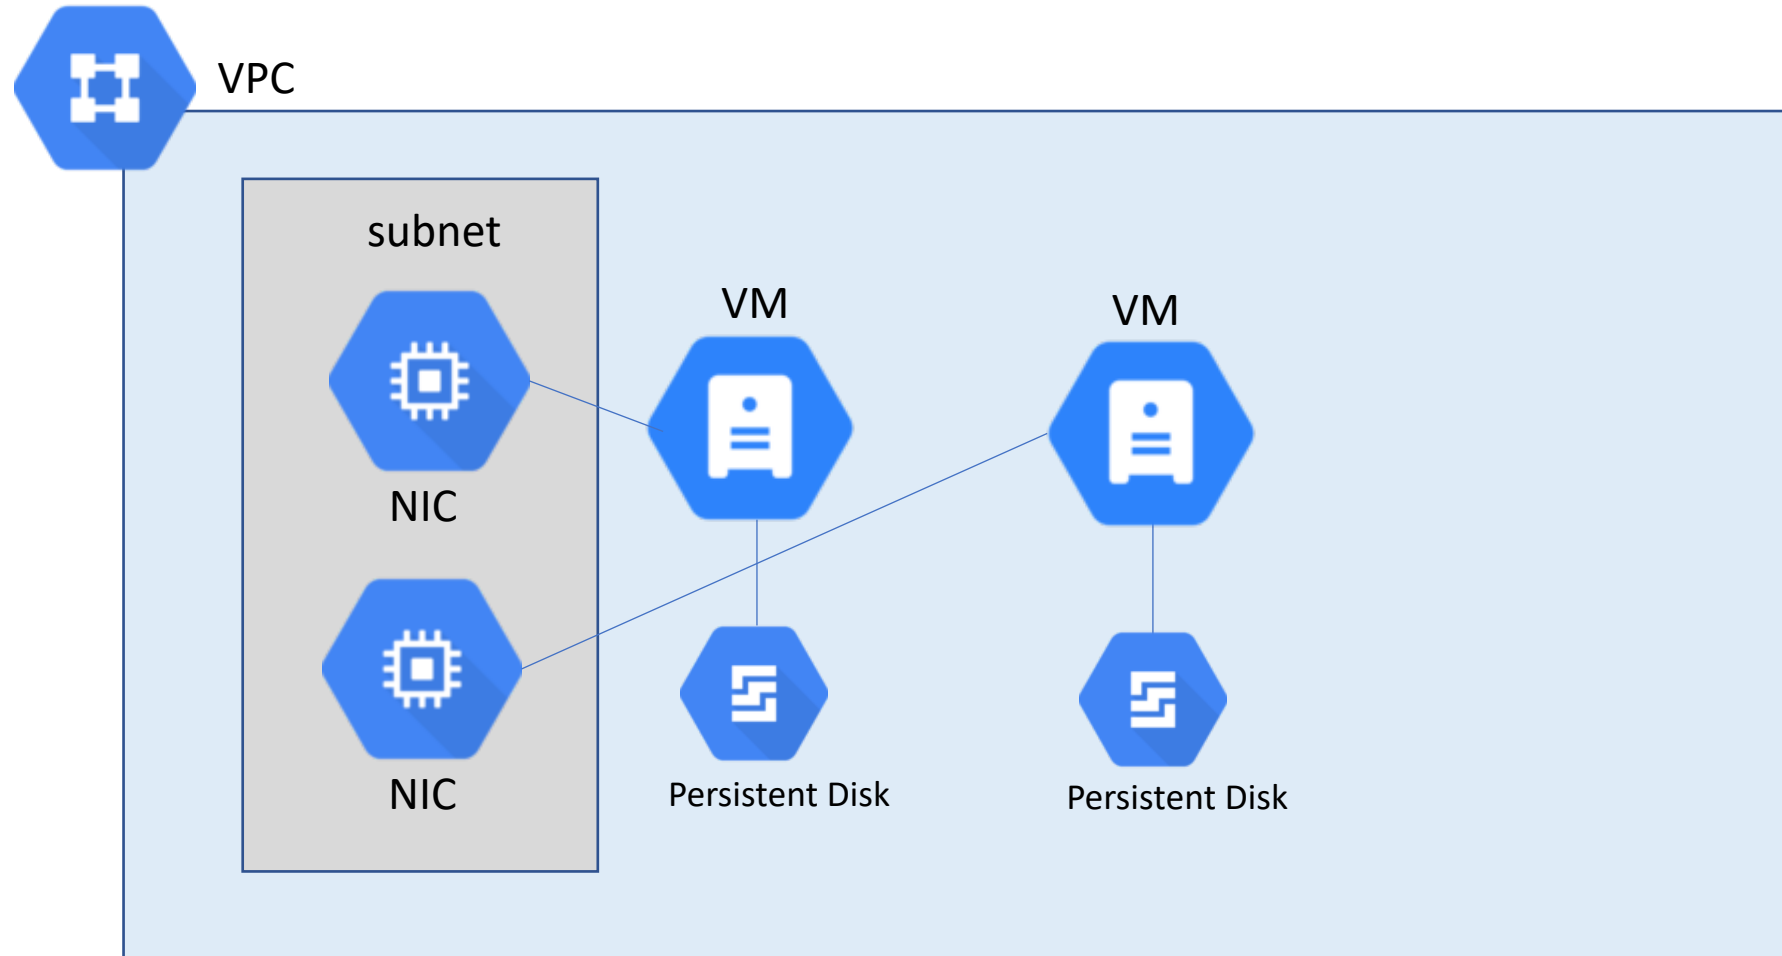 VPC
subnet
VM
VM
NIC
NIC
Persistent Disk
Persistent Disk